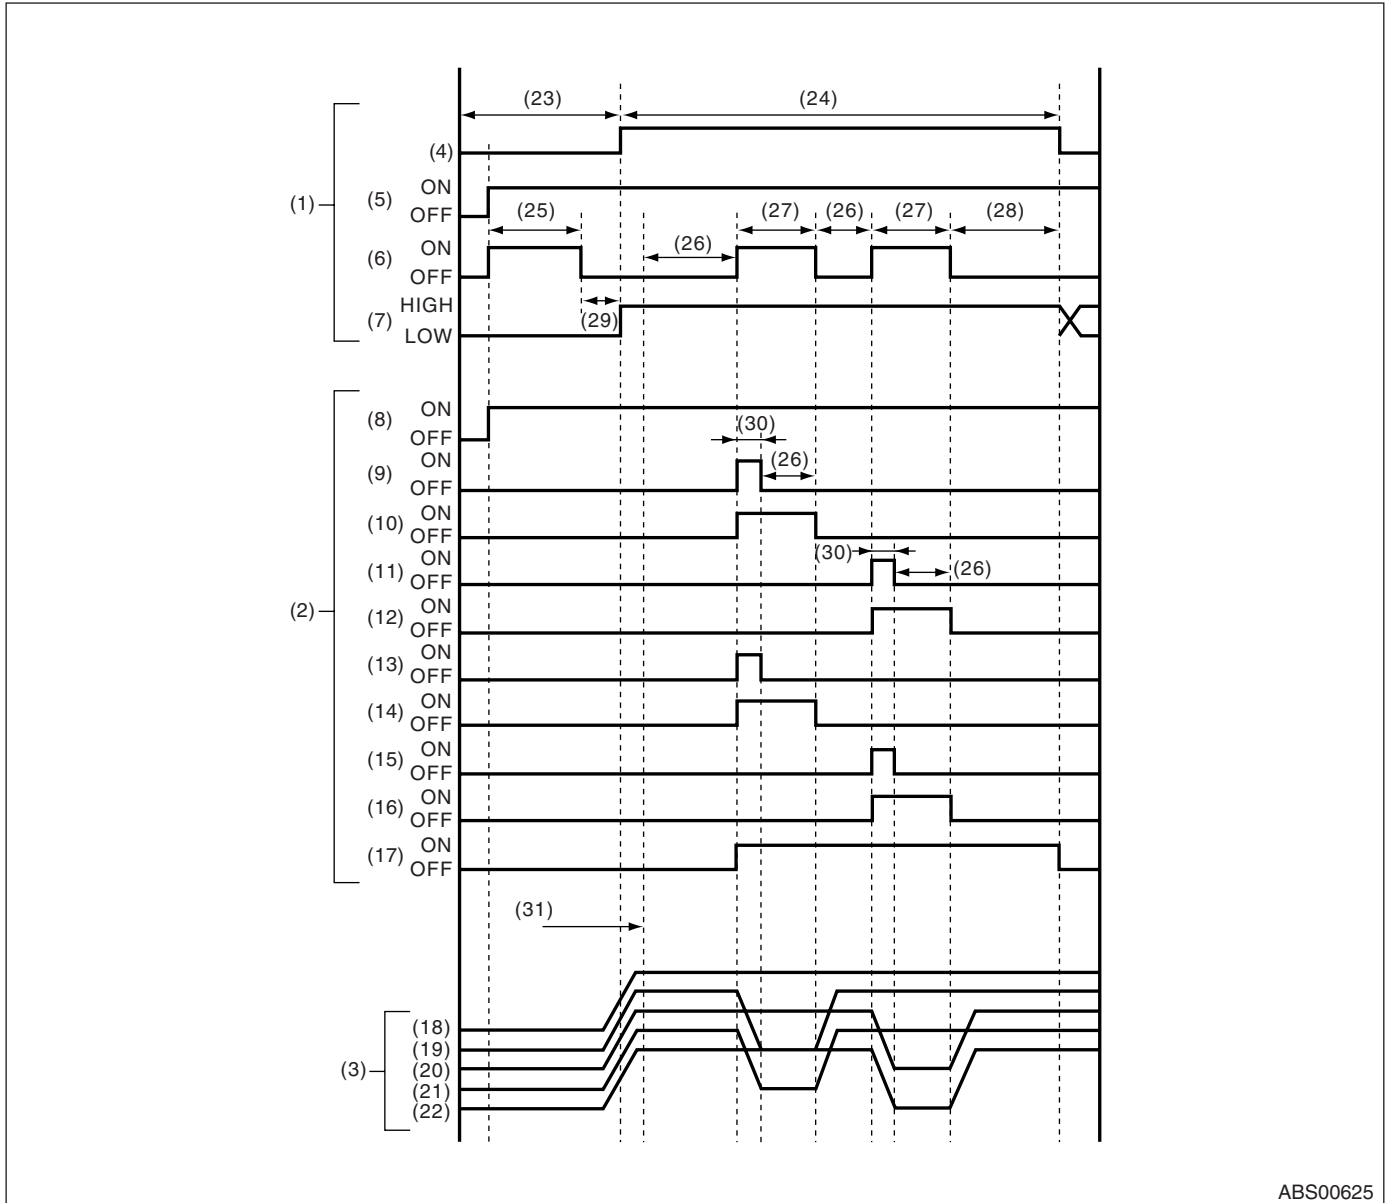 (23) (24)
(4)
(1)
(5) ON
OFF
(25) (27) (26) (27) (28)
(6) ON
OFF
(26)
(7) HIGH
LOW
(29)
(2)
(8) ON
OFF
(30)
(9) ON
OFF
(26)
(10) ON
OFF
(30)
(11) ON
OFF
(26)
(12) ON
OFF
(13) ON
OFF
(14) ON
OFF
(15) ON
OFF
(16) ON
OFF
(17) ON
OFF
(31)
(3)
(18)
(19)
(20)
(21)
(22)
ABS00625